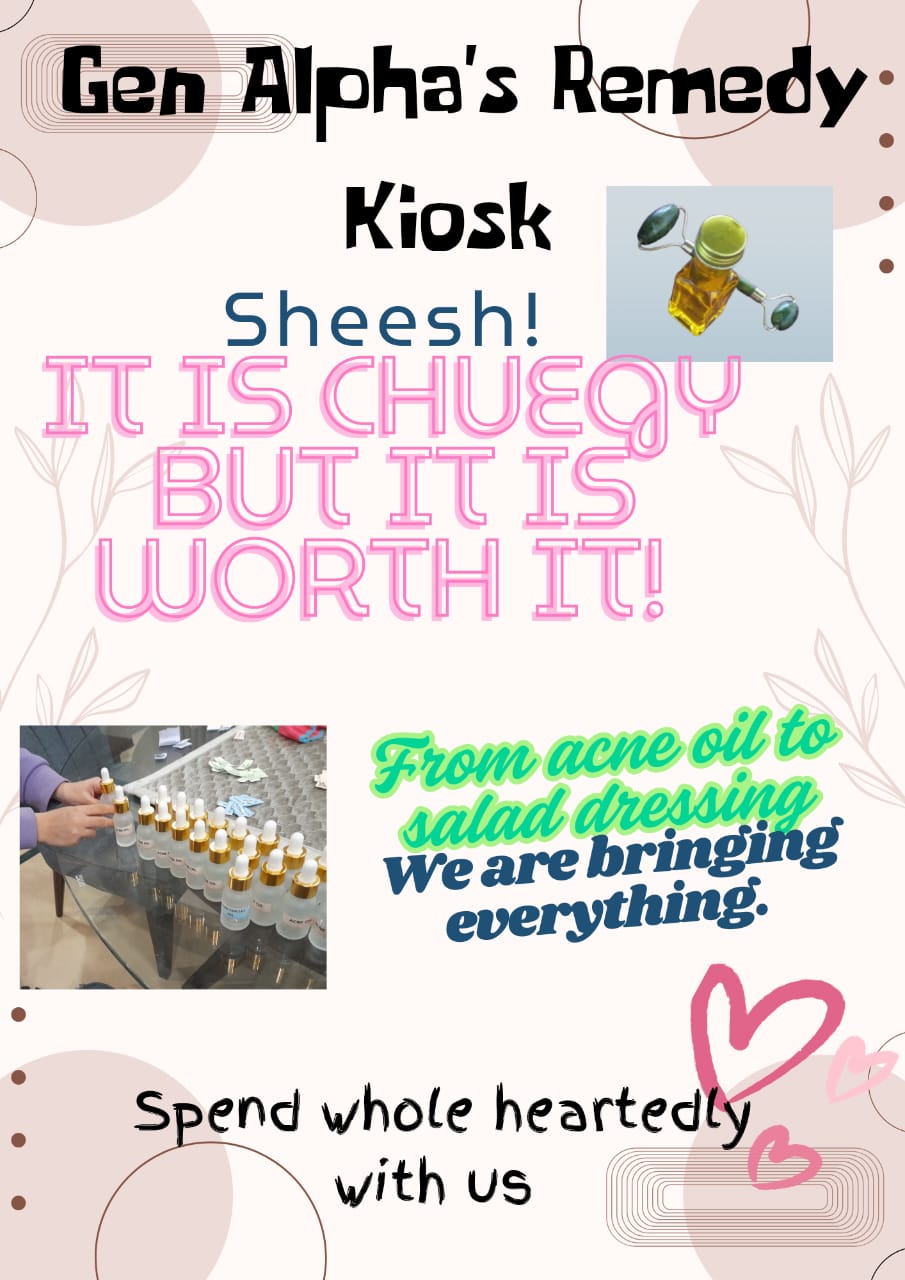 Gen Alpha's Remedy
Kiosk
Sheesh!
IT IS CHUEGY
BUT IT IS
WORTH IT!
From acne oil to
salad dressing
We are bringing
everything.
Spend whole heartedly
with us